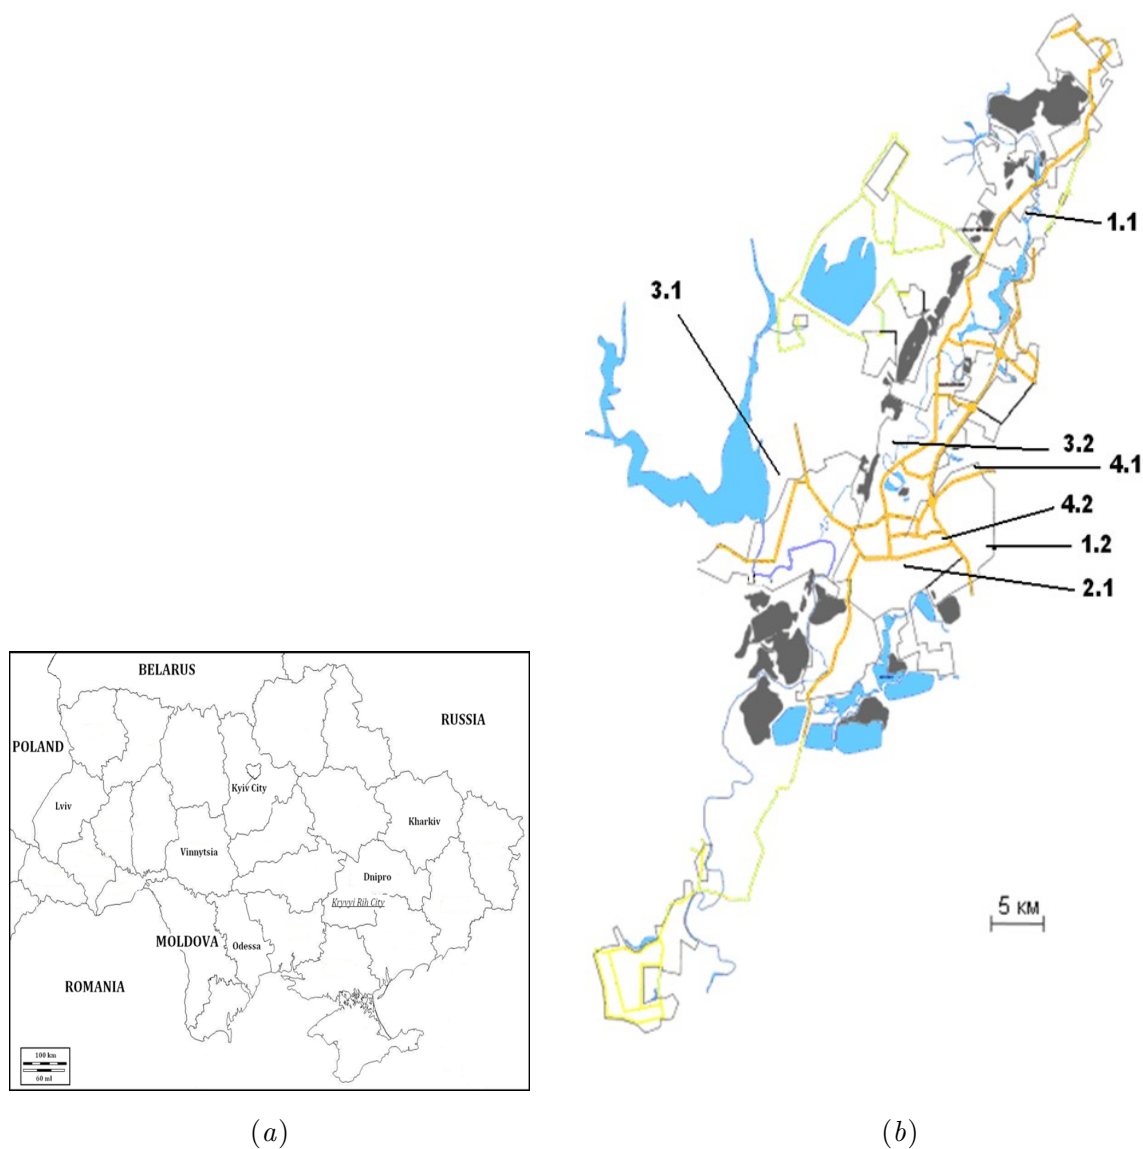 BELARUS
RUSSIA
POLAND
Kyiv City
Lviv
Kharkiv
Vinnytsia
Dnipro
Kryvyi Rih City
MOLDOVA
Odessa
ROMANIA
100 km
60 ml
(a)
1.1
3.1
3.2
4.1
4.2
1.2
2.1
5 км
(b)